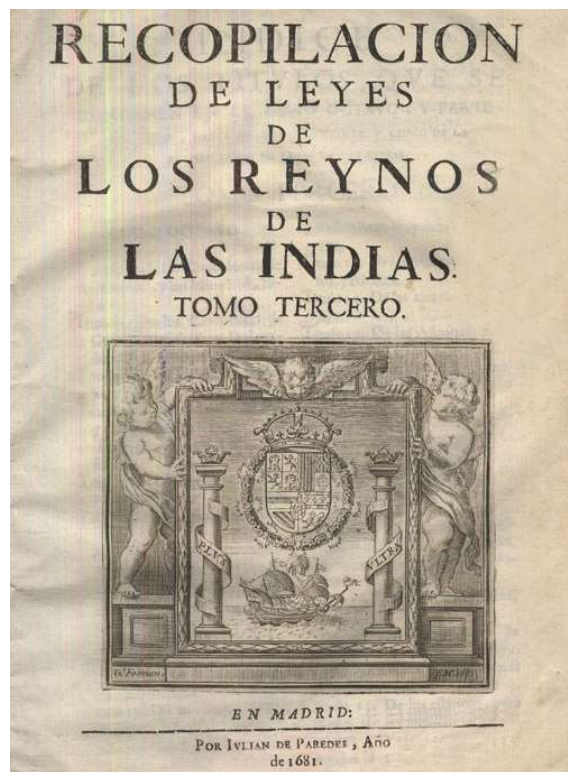 RECOPILACION
DE LEYES
DE
LOS REYNOS
DE
LAS INDIAS.
TOMO TERCERO.
PLVS
VLTRA
EN MADRID:
POR IVLIAN DE PAREDES, Año
de 1681.